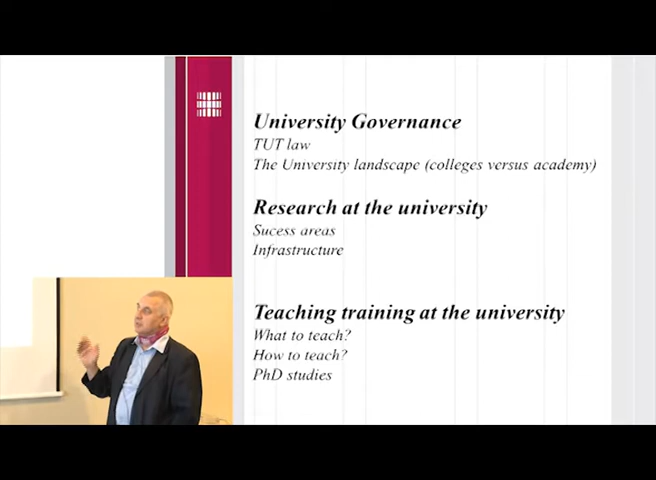 University Governance
TUT law
The University landscape (colleges versus academy)
Research at the university
Sucess areas
Infrastructure
Teaching training at the university
What to teach?
How to teach?
PhD studies